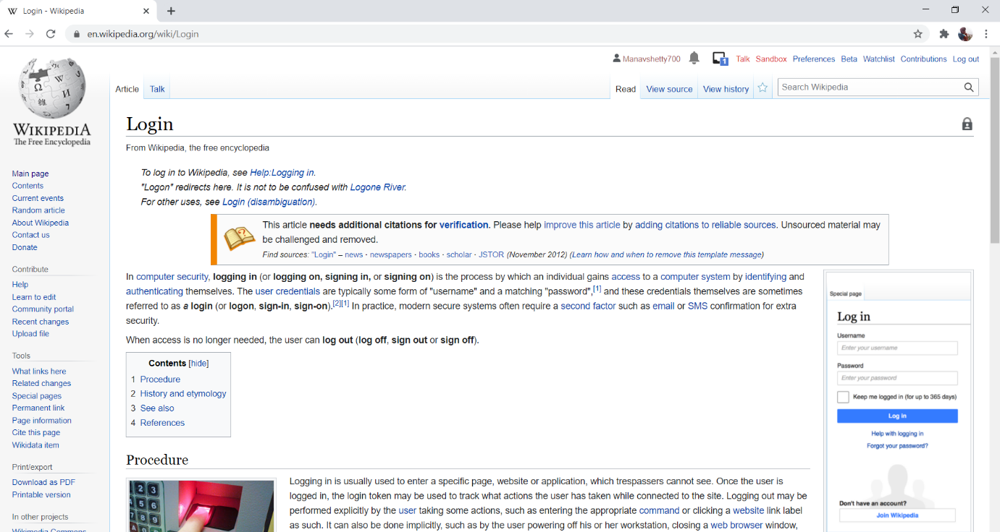 Login - Wikipedia
en.wikipedia.org/wiki/Login
Manavshetty700 1 Talk Sandbox Preferences Beta Watchlist Contributions Log out
Article Talk Read View source View history Search Wikipedia
WIKIPEDIA
The Free Encyclopedia
Main page
Contents
Current events
Random article
About Wikipedia
Contact us
Donate
Contribute
Help
Learn to edit
Community portal
Recent changes
Upload file
Tools
What links here
Related changes
Special pages
Permanent link
Page information
Cite this page
Wikidata item
Print/export
Download as PDF
Printable version
In other projects
Wikimedia Commons
Login
From Wikipedia, the free encyclopedia
To log in to Wikipedia, see Help:Logging in.
"Logon" redirects here. It is not to be confused with Logone River.
For other uses, see Login (disambiguation).
This article needs additional citations for verification. Please help improve this article by adding citations to reliable sources. Unsourced material may
be challenged and removed.
Find sources: "Login" – news · newspapers · books · scholar · JSTOR (November 2012) (Learn how and when to remove this template message)
In computer security, logging in (or logging on, signing in, or signing on) is the process by which an individual gains access to a computer system by identifying and
authenticating themselves. The user credentials are typically some form of "username" and a matching "password",[1] and these credentials themselves are sometimes
referred to as a login (or logon, sign-in, sign-on).[2][1] In practice, modern secure systems often require a second factor such as email or SMS confirmation for extra
security.
When access is no longer needed, the user can log out (log off, sign out or sign off).
Contents [hide]
1 Procedure
2 History and etymology
3 See also
4 References
Special page
Log in
Username
Enter your username
Password
Enter your password
Keep me logged in (for up to 365 days)
Log in
Help with logging in
Forgot your password?
Don't have an account?
Join Wikipedia
Procedure
2 3
5 6
7 8 9
Logging in is usually used to enter a specific page, website or application, which trespassers cannot see. Once the user is
logged in, the login token may be used to track what actions the user has taken while connected to the site. Logging out may be
performed explicitly by the user taking some actions, such as entering the appropriate command or clicking a website link label
as such. It can also be done implicitly, such as by the user powering off his or her workstation, closing a web browser window,